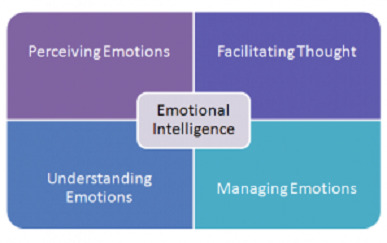 Perceiving Emotions
Facilitating Thought
Emotional
Intelligence
Understanding
Emotions
Managing Emotions